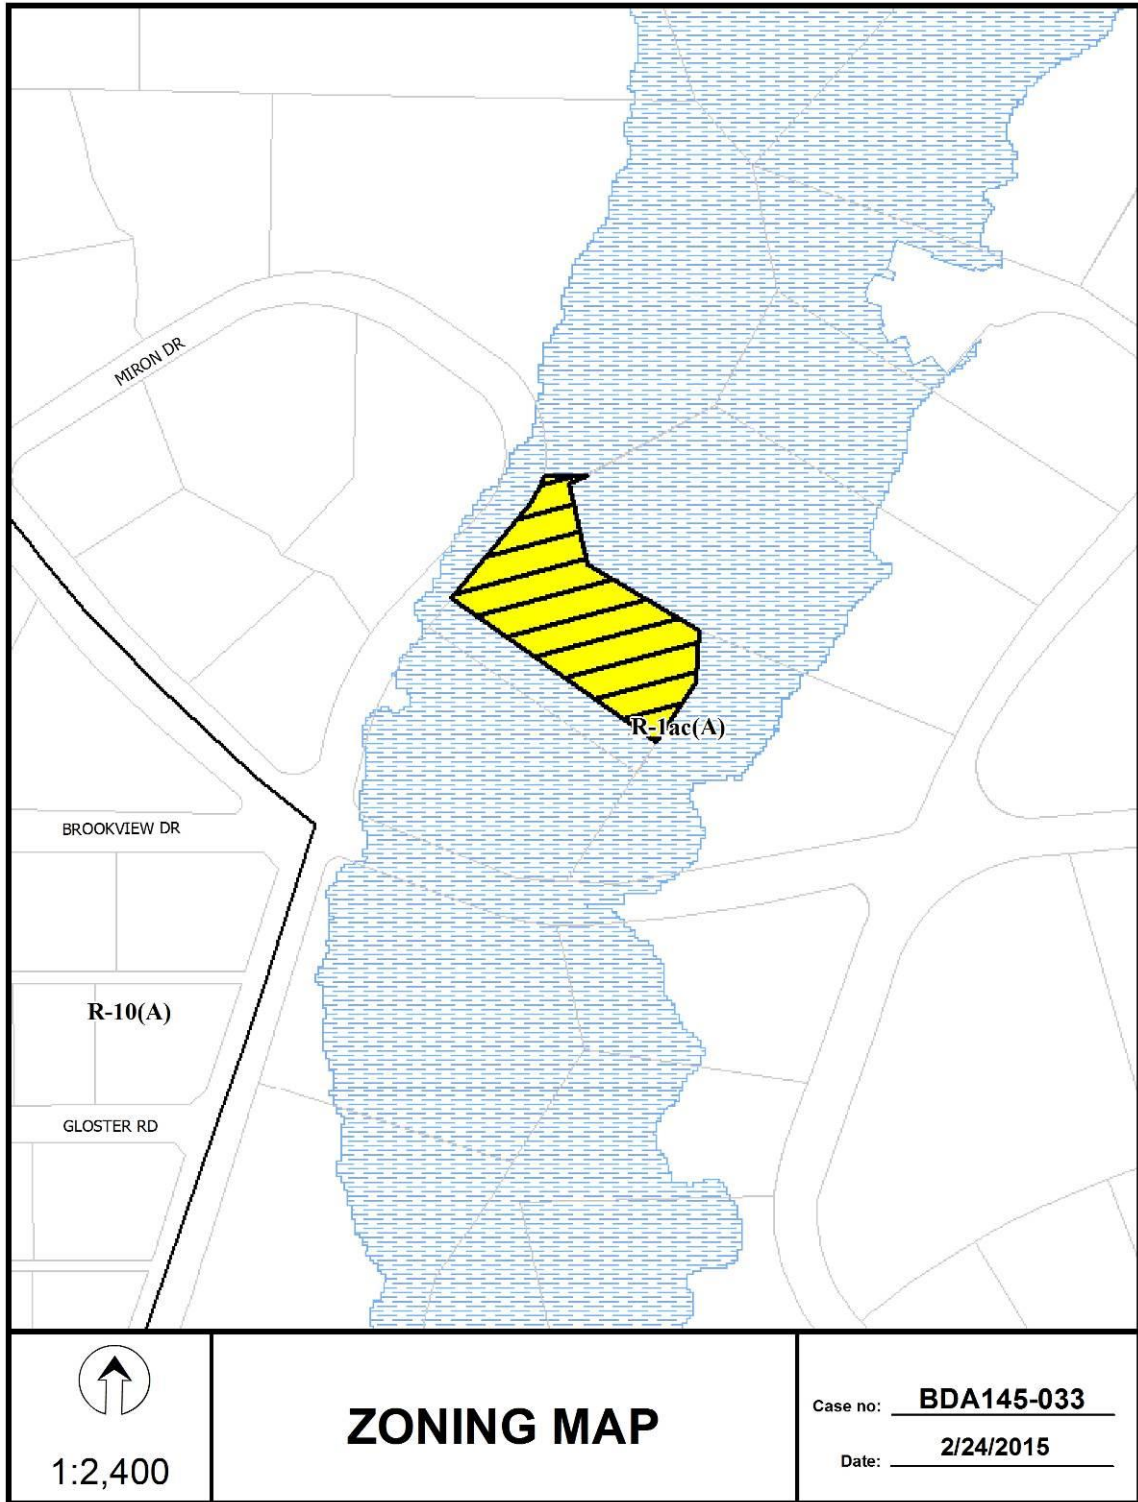 MIRON DR
R-1ac(A)
BROOKVIEW DR
R-10(A)
GLOSTER RD
1:2,400
ZONING MAP
Case no: BDA145-033
Date: 2/24/2015